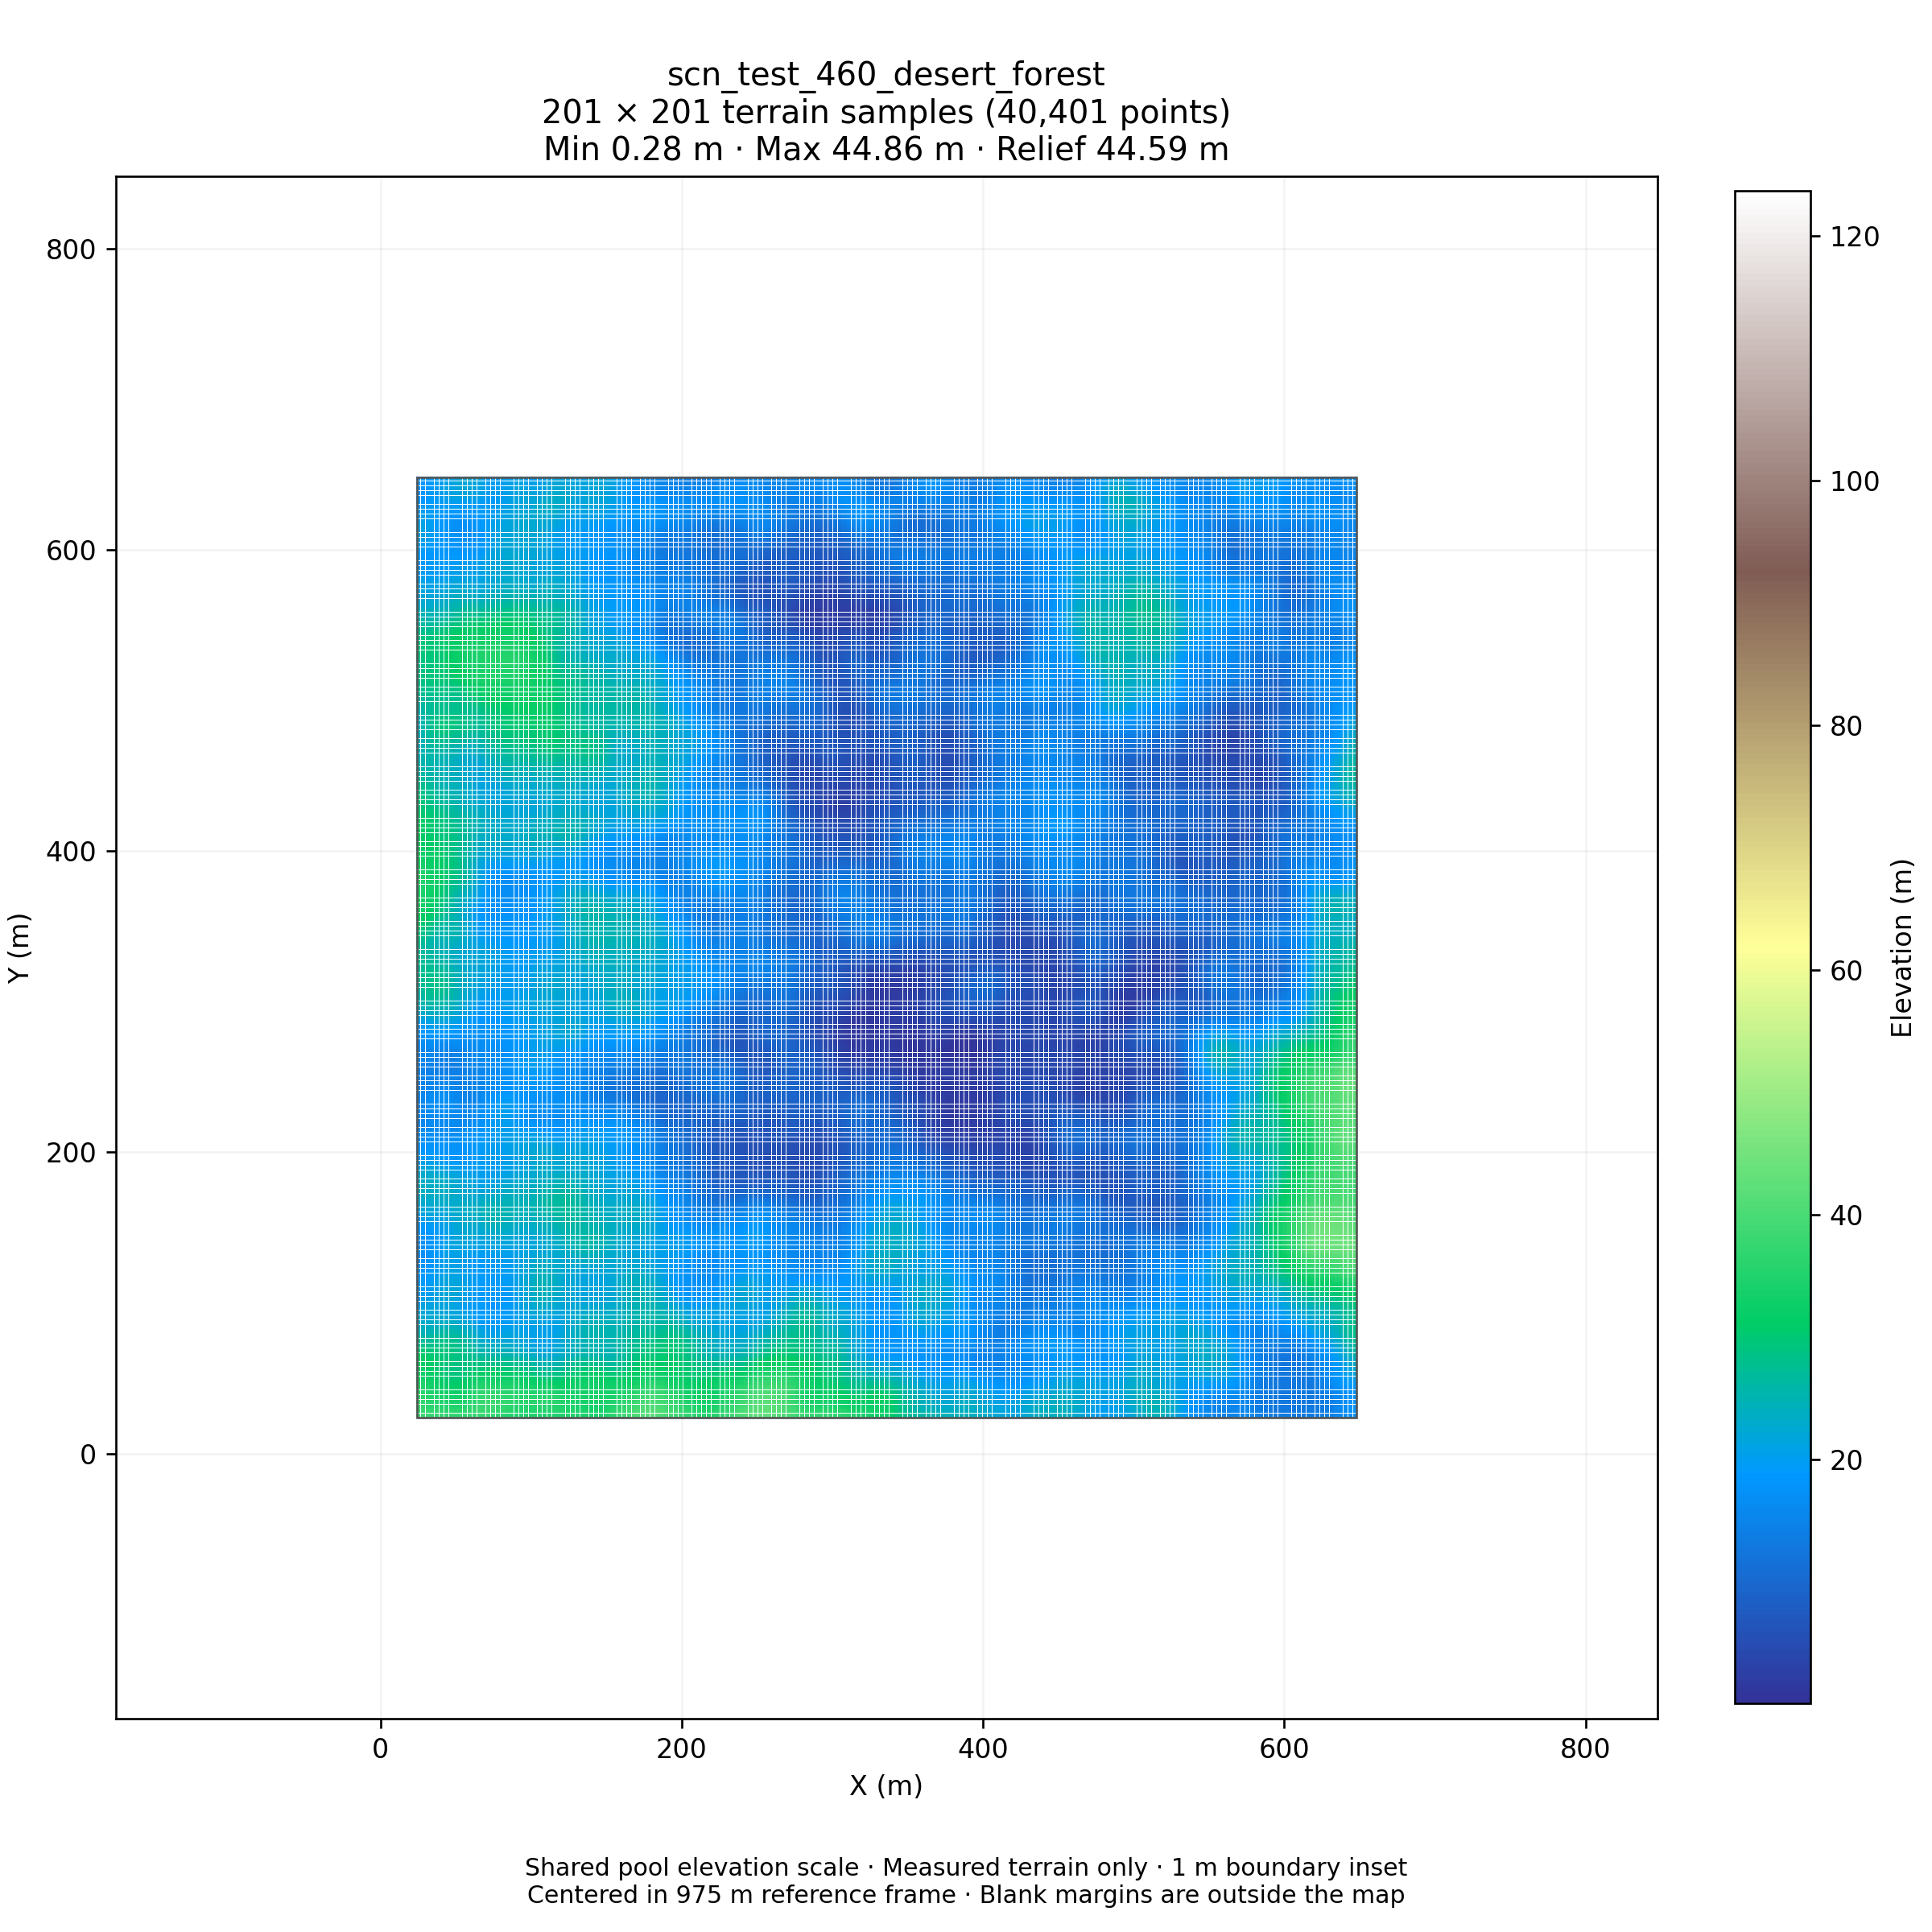 scn_test_460_desert_forest
201 × 201 terrain samples (40,401 points)
Min 0.28 m · Max 44.86 m · Relief 44.59 m
800
600
400
200
0
Y (m)
0
200
400
600
800
X (m)
120
100
80
60
40
20
Elevation (m)
Shared pool elevation scale · Measured terrain only · 1 m boundary inset
Centered in 975 m reference frame · Blank margins are outside the map